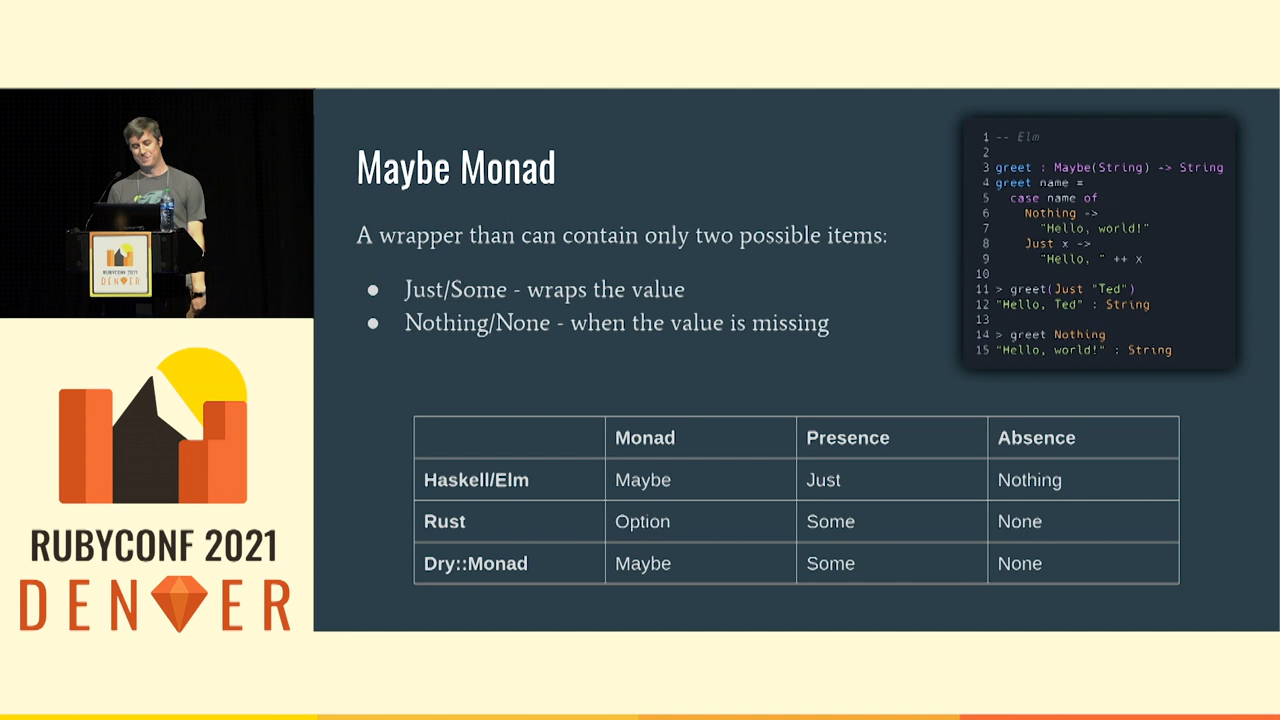 Maybe Monad
A wrapper than can contain only two possible items:
● Just/Some - wraps the value
● Nothing/None - when the value is missing
1 -- Elm
2
3 greet : Maybe(String) -> String
4 greet name =
5 case name of
6 Nothing ->
7 "Hello, world!"
8 Just x ->
9 "Hello, " ++ x
10
11 > greet(Just "Ted")
12 "Hello, Ted" : String
13
14 > greet Nothing
15 "Hello, world!" : String
Monad Presence Absence
Haskell/Elm Maybe Just Nothing
Rust Option Some None
Dry::Monad Maybe Some None
RUBYCONF 2021
DENVER
RUBYCONF 2021
DENVER